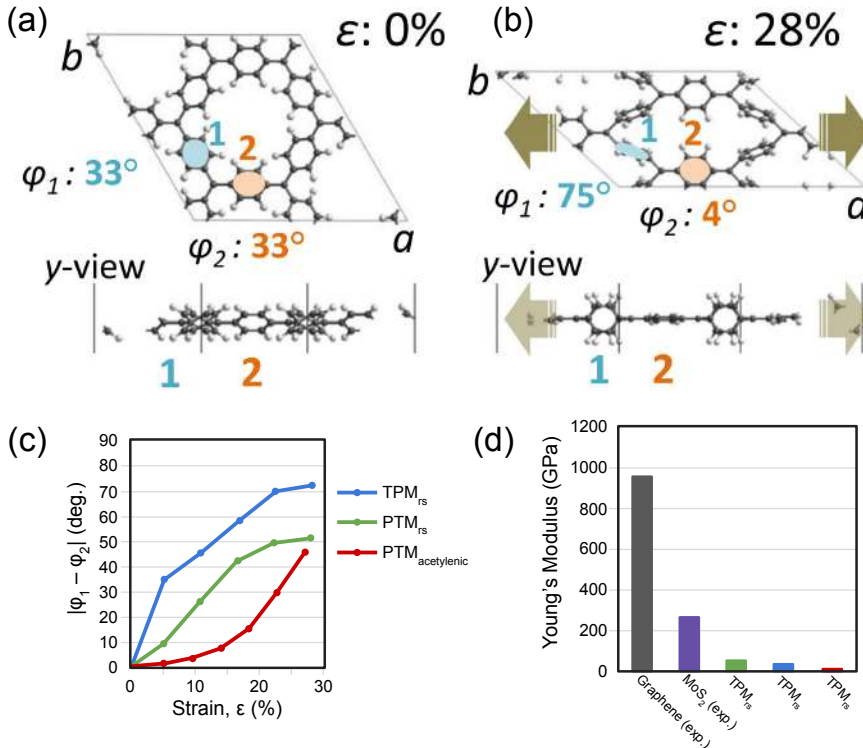 (a)
ε: 0%
b
1
2
φ1: 33°
φ2: 33°
a
y-view
1
2
(b)
ε: 28%
b
a
1
2
φ1: 75°
φ2: 4°
y-view
1
2
(c)
90
80
70
60
50
40
30
20
10
0
0
10
20
30
|φ1 – φ2| (deg.)
Strain, ε (%)
TPMrs
PTMrs
PTMacetylenic
(d)
1200
1000
800
600
400
200
0
Young's Modulus (GPa)
Graphene (exp.)
MoS2 (exp.)
TPMrs
TPMrs
TPMrs